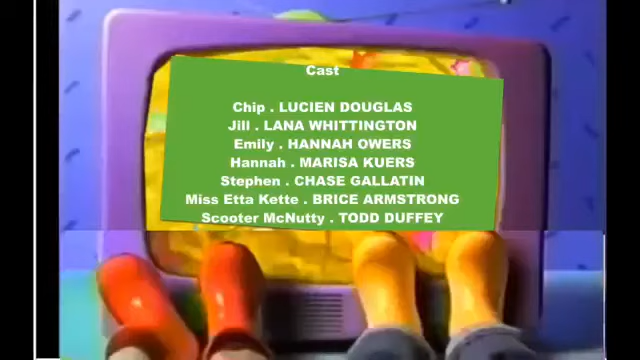 Cast
Chip . LUCIEN DOUGLAS
Jill . LANA WHITTINGTON
Emily . HANNAH OWERS
Hannah . MARISA KUERS
Stephen . CHASE GALLATIN
Miss Etta Kette . BRICE ARMSTRONG
Scooter McNutty . TODD DUFFEY